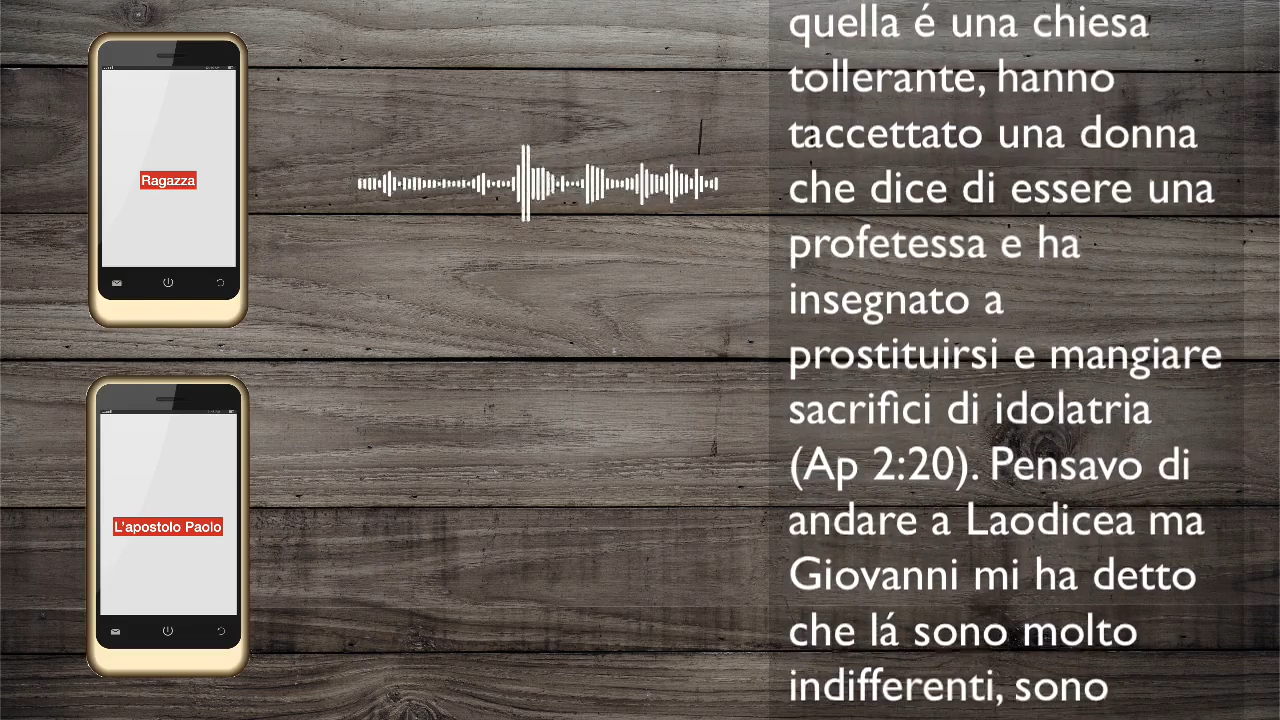 Ragazza
L'apostolo Paolo
quella é una chiesa
tollerante, hanno
taccettato una donna
che dice di essere una
profetessa e ha
insegnato a
prostituirsi e mangiare
sacrifici di idolatria
(Ap 2:20). Pensavo di
andare a Laodicea ma
Giovanni mi ha detto
che lá sono molto
indifferenti, sono